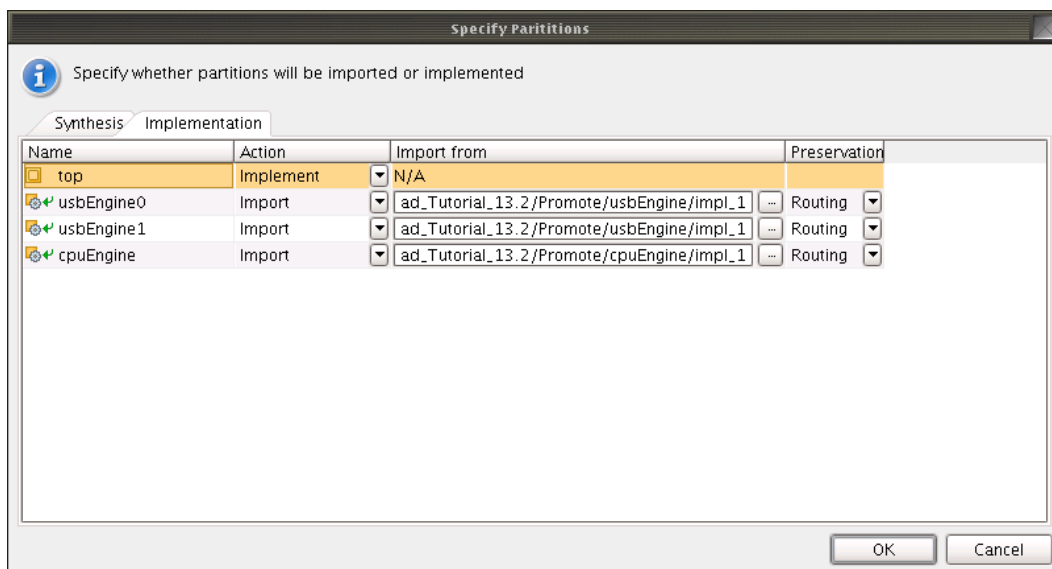 Specify Parititions
Specify whether partitions will be imported or implemented
Synthesis Implementation
Name Action Import from Preservation
top Implement N/A
usbEngine0 Import ad_Tutorial_13.2/Promote/usbEngine/impl_1 ... Routing
usbEngine1 Import ad_Tutorial_13.2/Promote/usbEngine/impl_1 ... Routing
cpuEngine Import ad_Tutorial_13.2/Promote/cpuEngine/impl_1 ... Routing
OK Cancel